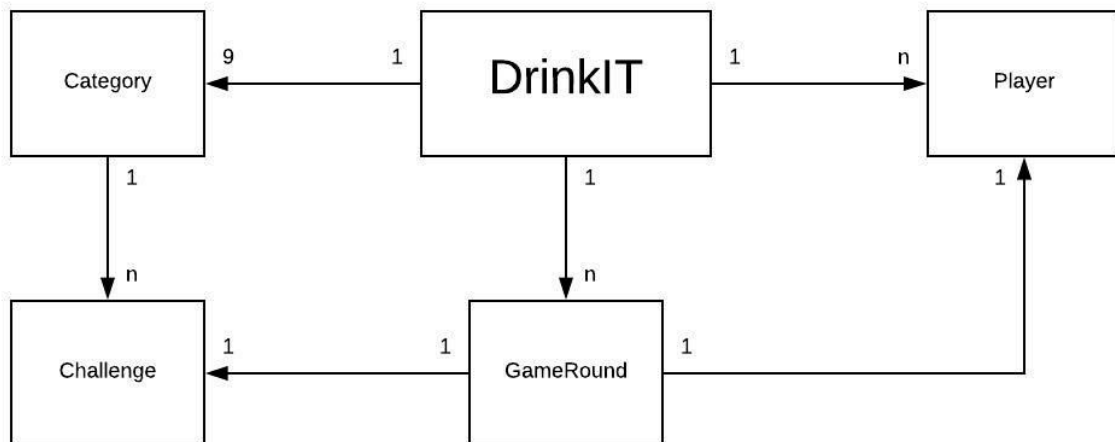 9 1 DrinkIT 1 n
Category Player
1 1 1
n n
1 1 1
Challenge GameRound